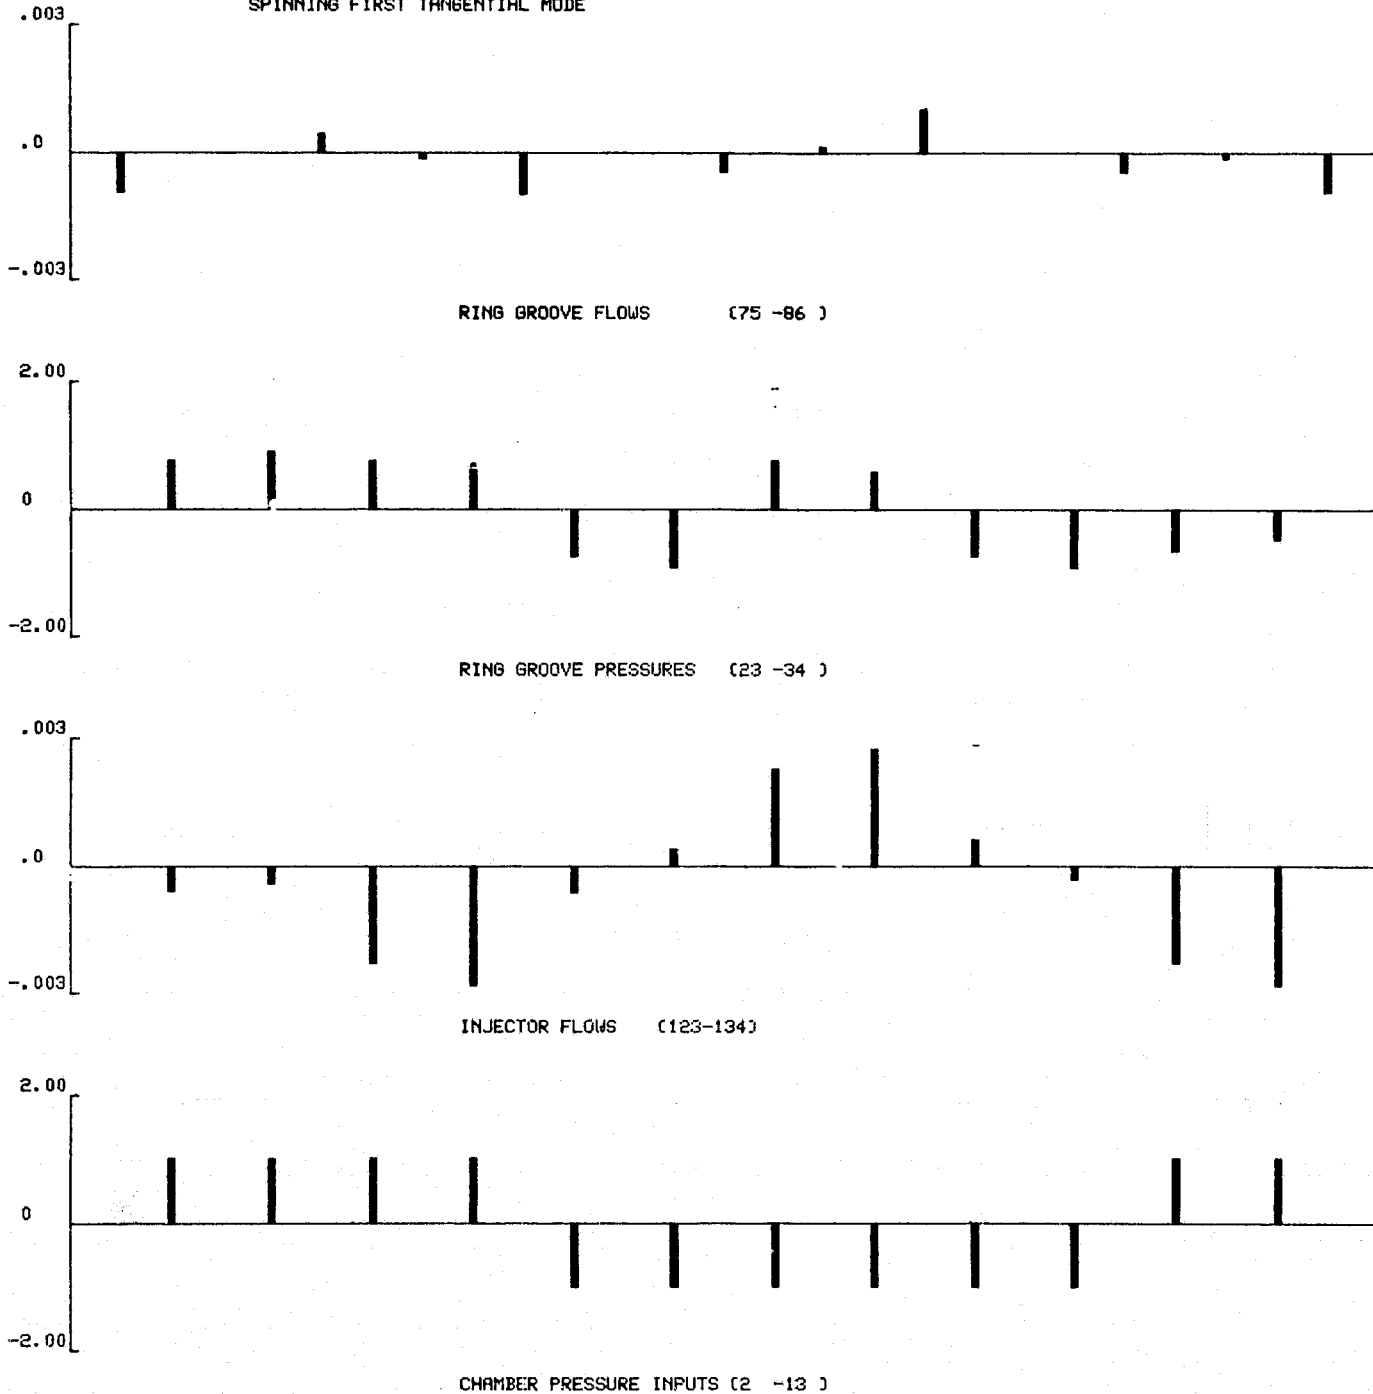 SPINNING FIRST TANGENTIAL MODE
.003
.0
-.003
RING GROOVE FLOWS (75 -86 )
2.00
0
-2.00
RING GROOVE PRESSURES (23 -34 )
.003
.0
-.003
INJECTOR FLOWS (123-134)
2.00
0
-2.00
CHAMBER PRESSURE INPUTS (2 -13 )